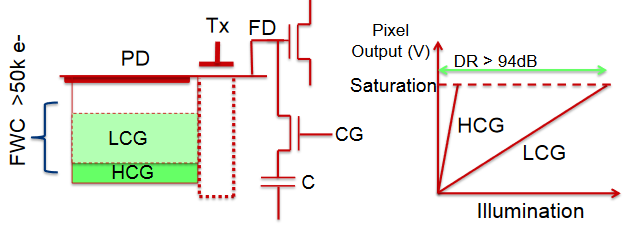 Tx
FD
PD
FWC >50k e-
LCG
HCG
CG
C
Pixel
Output (V)
DR > 94dB
Saturation
HCG
LCG
Illumination